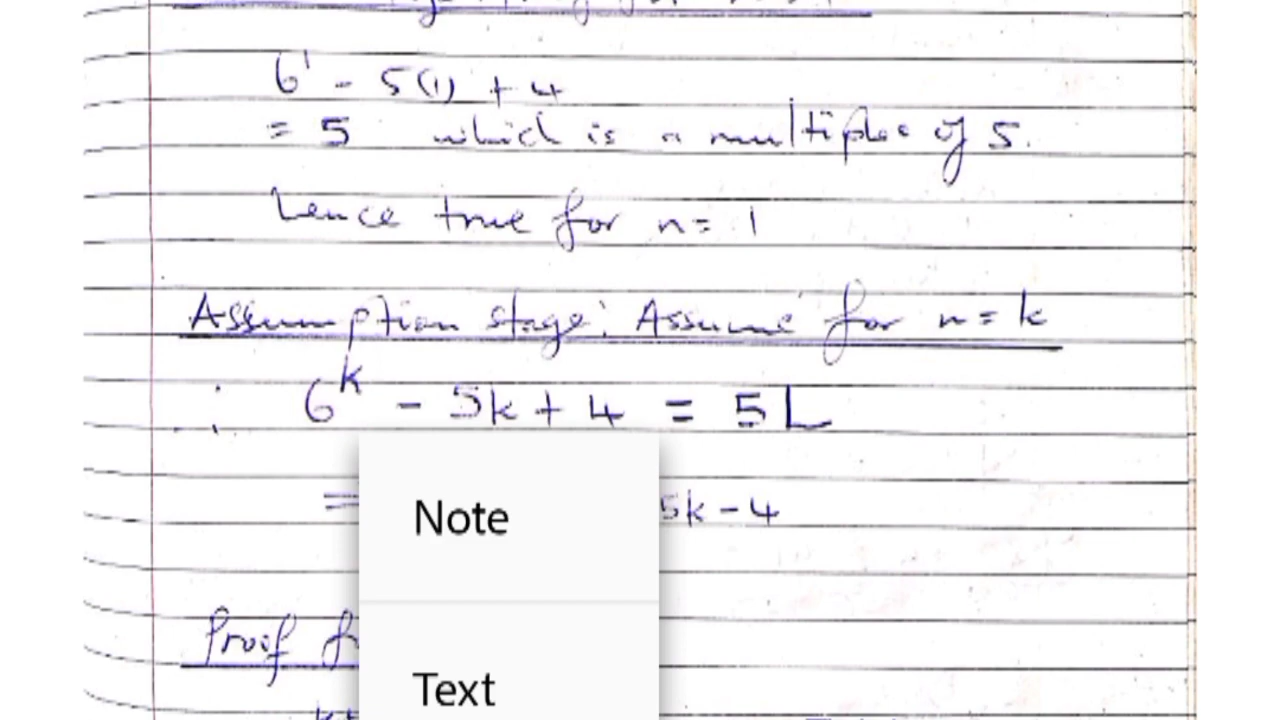 6¹ - 5(1) + 4
= 5 which is a multiple of 5.
Hence true for n = 1
Assumption stage: Assume for n = k
∴ 6ᵏ - 5k + 4 = 5L
= 5k - 4
Note
Proof f
Text